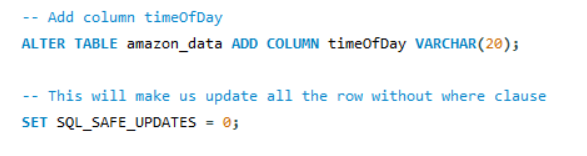 -- Add column timeOfDay
ALTER TABLE amazon_data ADD COLUMN timeOfDay VARCHAR(20);
-- This will make us update all the row without where clause
SET SQL_SAFE_UPDATES = 0;